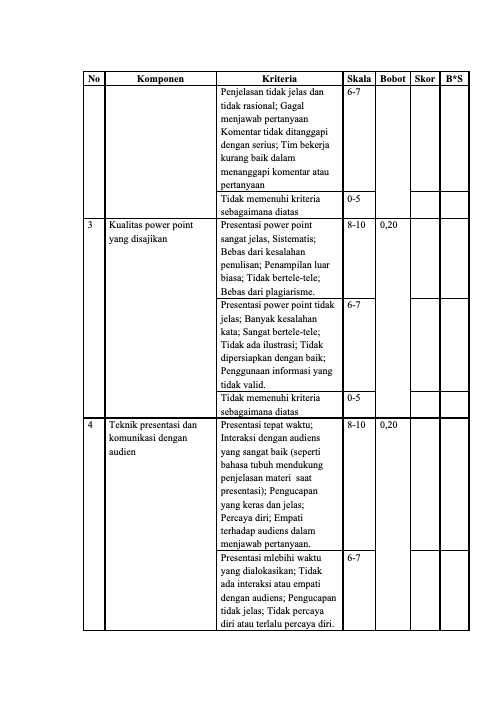 No Komponen Kriteria Skala Bobot Skor B*S
Penjelasan tidak jelas dan 6-7
tidak rasional; Gagal
menjawab pertanyaan
Komentar tidak ditanggapi
dengan serius; Tim bekerja
kurang baik dalam
menanggapi komentar atau
pertanyaan
Tidak memenuhi kriteria 0-5
sebagaimana diatas
3 Kualitas power point Presentasi power point 8-10 0,20
yang disajikan sangat jelas, Sistematis;
Bebas dari kesalahan
penulisan; Penampilan luar
biasa; Tidak bertele-tele;
Bebas dari plagiarisme.
Presentasi power point tidak 6-7
jelas; Banyak kesalahan
kata; Sangat bertele-tele;
Tidak ada ilustrasi; Tidak
dipersiapkan dengan baik;
Penggunaan informasi yang
tidak valid.
Tidak memenuhi kriteria 0-5
sebagaimana diatas
4 Teknik presentasi dan Presentasi tepat waktu; 8-10 0,20
komunikasi dengan Interaksi dengan audiens
audien yang sangat baik (seperti
bahasa tubuh mendukung
penjelasan materi saat
presentasi); Pengucapan
yang keras dan jelas;
Percaya diri; Empati
terhadap audiens dalam
menjawab pertanyaan.
Presentasi mlebihi waktu 6-7
yang dialokasikan; Tidak
ada interaksi atau empati
dengan audiens; Pengucapan
tidak jelas; Tidak percaya
diri atau terlalu percaya diri.